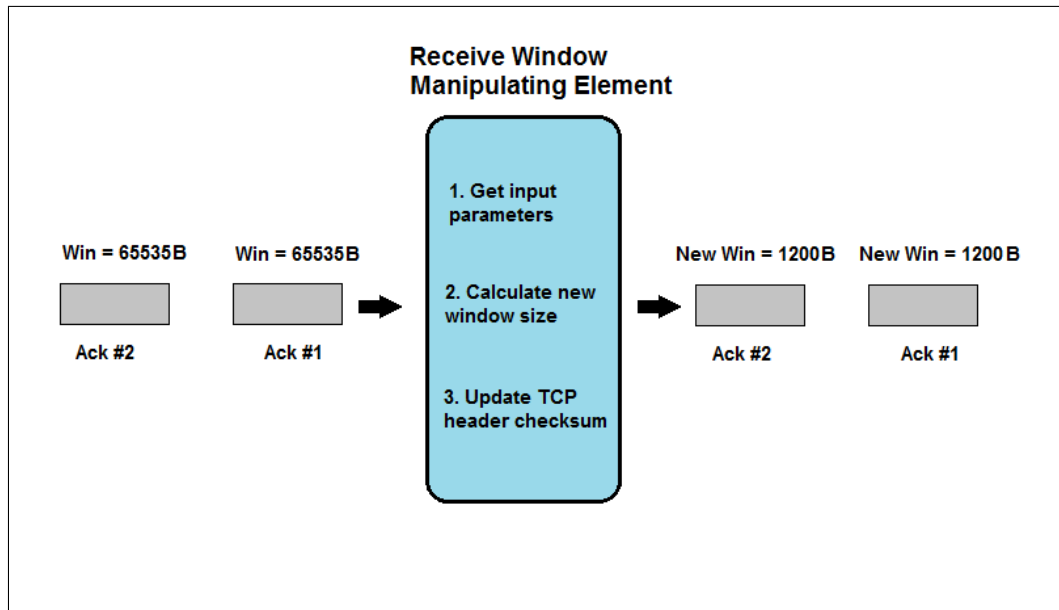 Receive Window
Manipulating Element
1. Get input
parameters
2. Calculate new
window size
3. Update TCP
header checksum
Win = 65535B
Win = 65535B
Ack #2
Ack #1
New Win = 1200B
New Win = 1200B
Ack #2
Ack #1